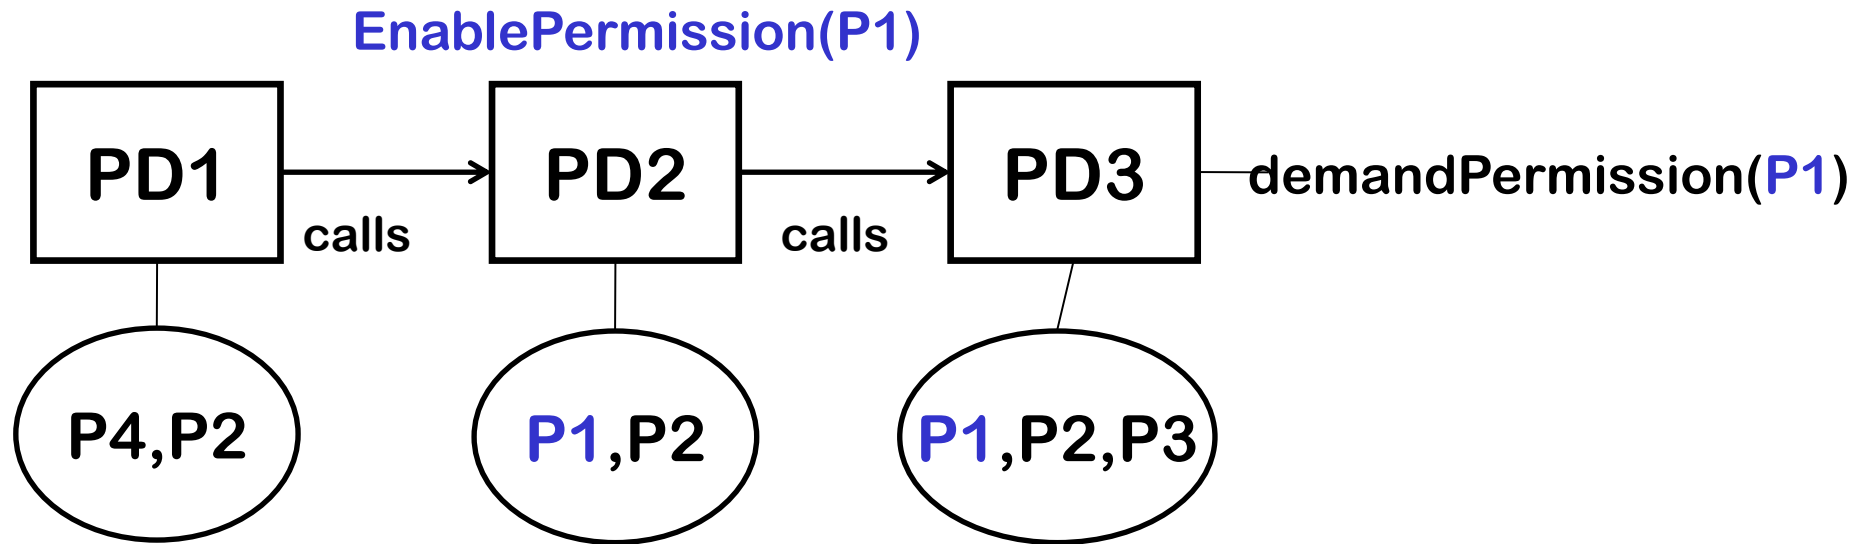 EnablePermission(P1)
PD1
PD2
PD3
demandPermission(P1)
calls
calls
P4,P2
P1,P2
P1,P2,P3